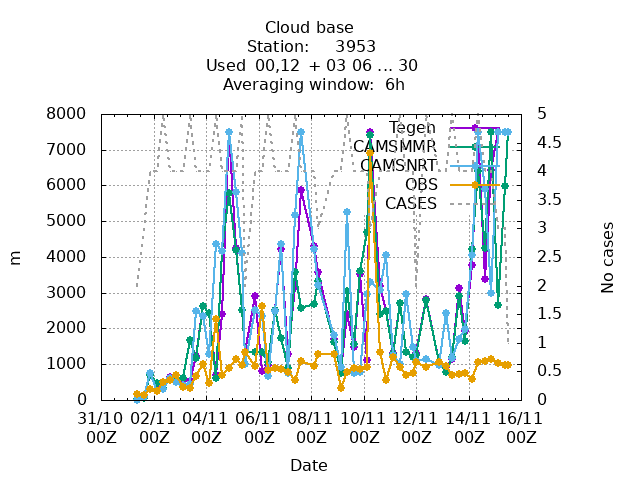 Cloud base
Station: 3953
Used 00,12 + 03 06 ... 30
Averaging window: 6h
8000
7000
6000
5000
4000
3000
2000
1000
0
m
5
4.5
4
3.5
3
2.5
2
1.5
1
0.5
0
No cases
Tegen
CAMSMMR
CAMSNRT
OBS
CASES
31/10 02/11 04/11 06/11 08/11 10/11 12/11 14/11 16/11
00Z 00Z 00Z 00Z 00Z 00Z 00Z 00Z 00Z
Date